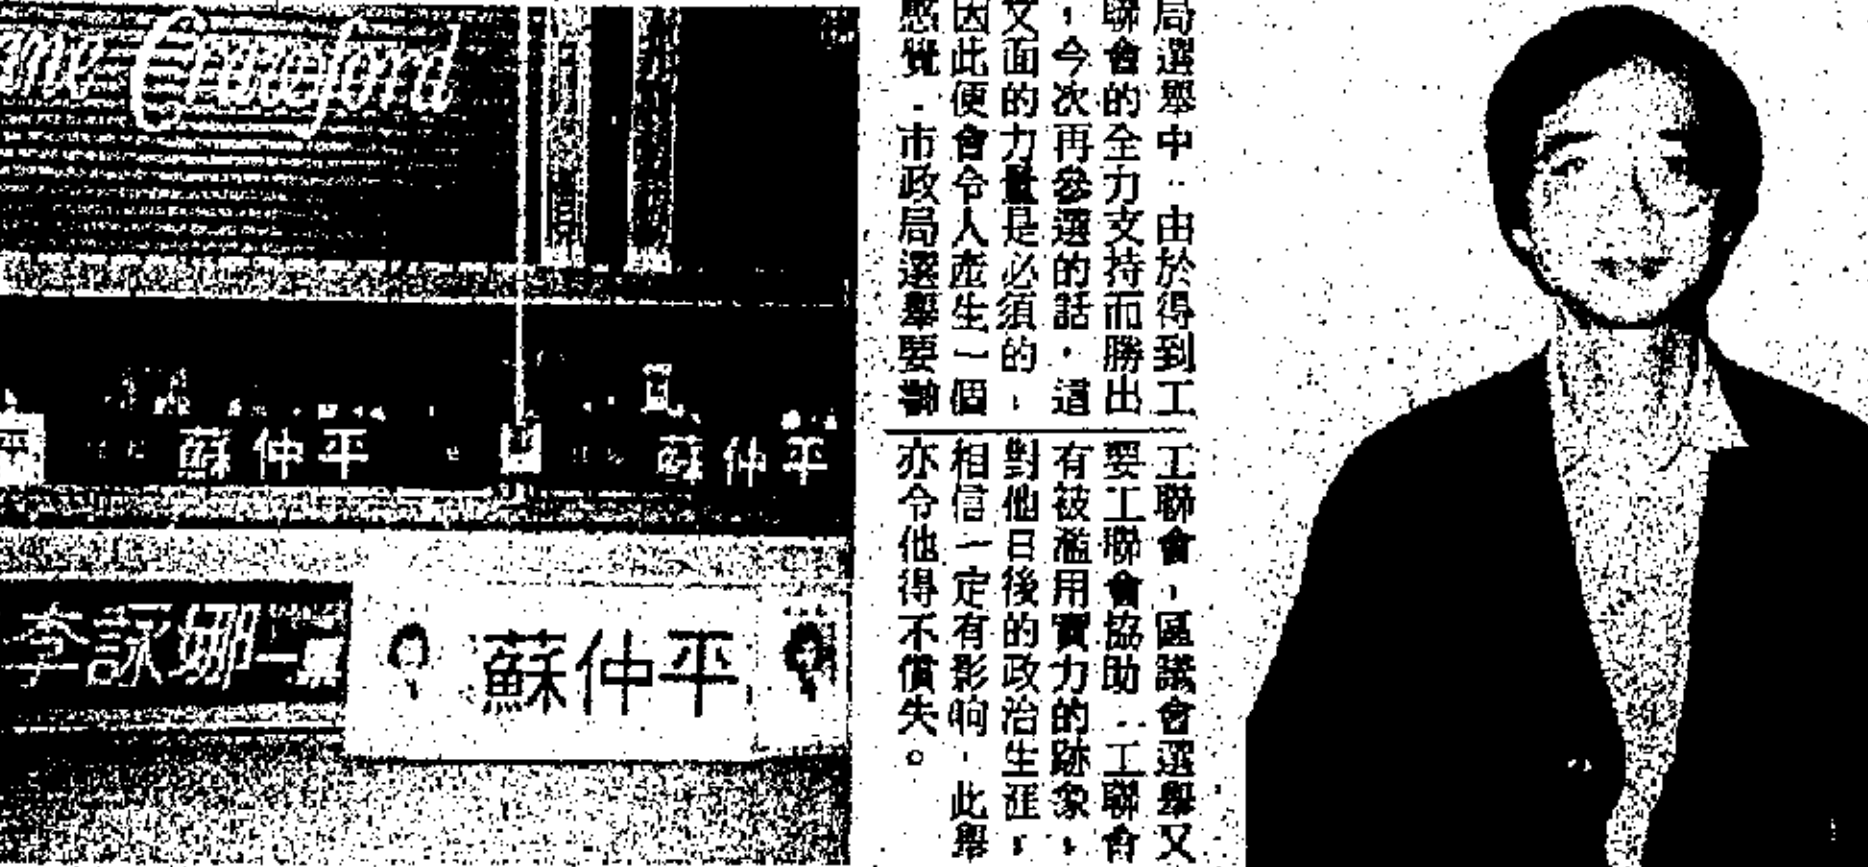 ane Crawford
平
蘇仲平
蘇仲平
李詠娜
蘇仲平
局選舉中..由於得到工
聯會的全力支持而勝出
,今次再參選的話,這
文面的力量是必須的,
因此便會令人產生一個
感覺.市政局選舉要勞
工聯會,區議會選舉又
要工聯會協助..工聯會
有被濫用實力的跡象,
對他日後的政治生涯,
相信一定有影响,此舉
亦令他得不償失。